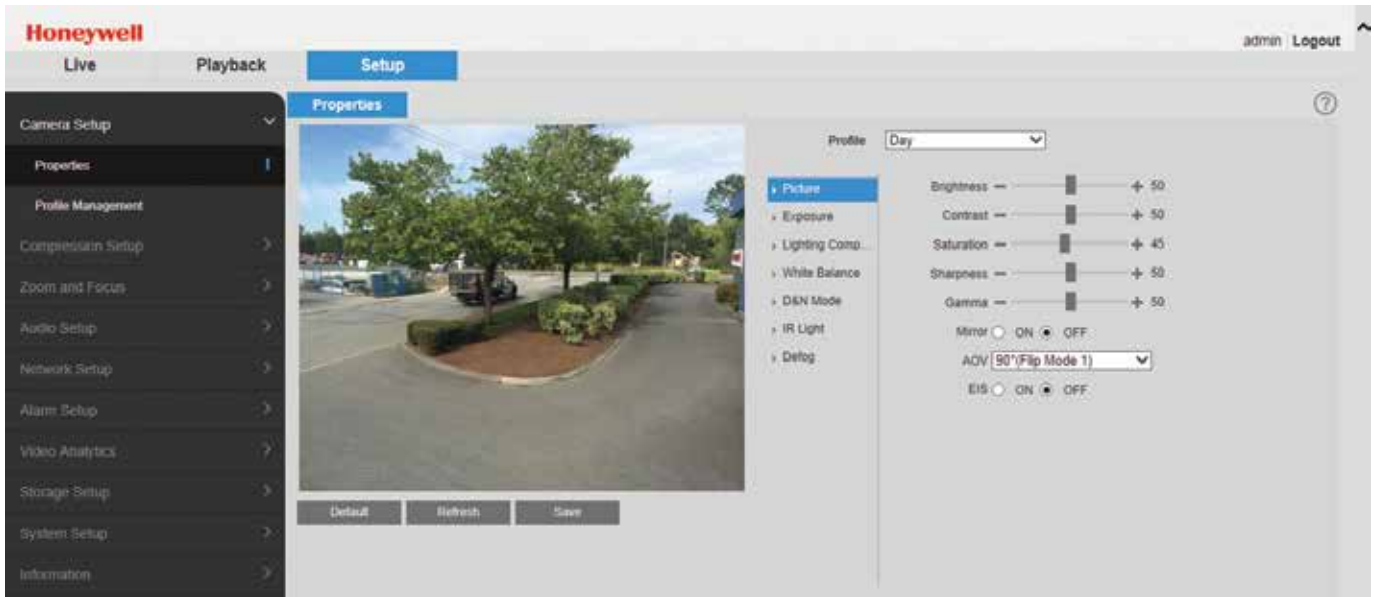 Honeywell
admin Logout
Live Playback Setup
Camera Setup
Properties
Profile Management
Compression Setup
Zoom and Focus
Audio Setup
Network Setup
Alarm Setup
Video Analytics
Storage Setup
System Setup
Information
Properties
?
Profile Day
Picture
Exposure
Lighting Comp...
White Balance
D&N Mode
IR Light
Defog
Brightness 50
Contrast 50
Saturation 45
Sharpness 50
Gamma 50
Mirror ON OFF
AOV 90°(Flip Mode 1)
EIS ON OFF
Default Refresh Save